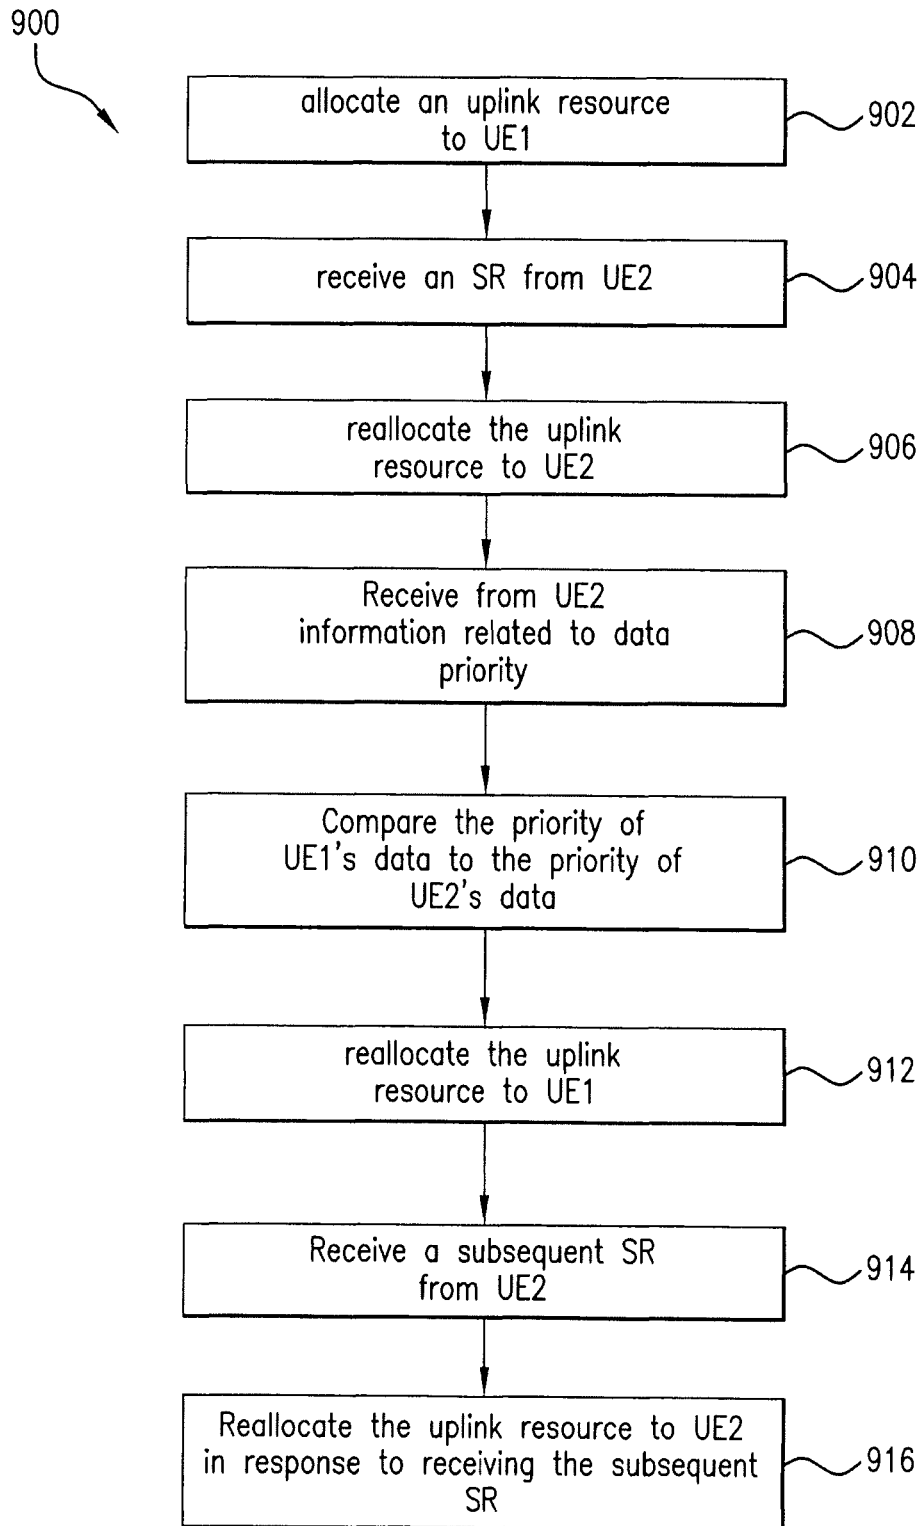 900
allocate an uplink resource
to UE1
902
receive an SR from UE2
904
reallocate the uplink
resource to UE2
906
Receive from UE2
information related to data
priority
908
Compare the priority of
UE1's data to the priority of
UE2's data
910
reallocate the uplink
resource to UE1
912
Receive a subsequent SR
from UE2
914
Reallocate the uplink resource to UE2
in response to receiving the subsequent
SR
916